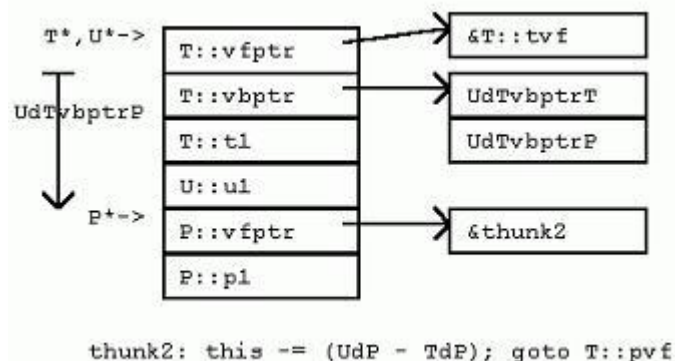 T*,U*->
T::vfptr
&T::tvf
T::vbptr
UdTvbptrT
UdTvbptrP
UdTvbptrP
T::t1
U::u1
P*->
P::vfptr
&thunk2
P::p1
thunk2: this -= (UdP - TdP); goto T::pvf